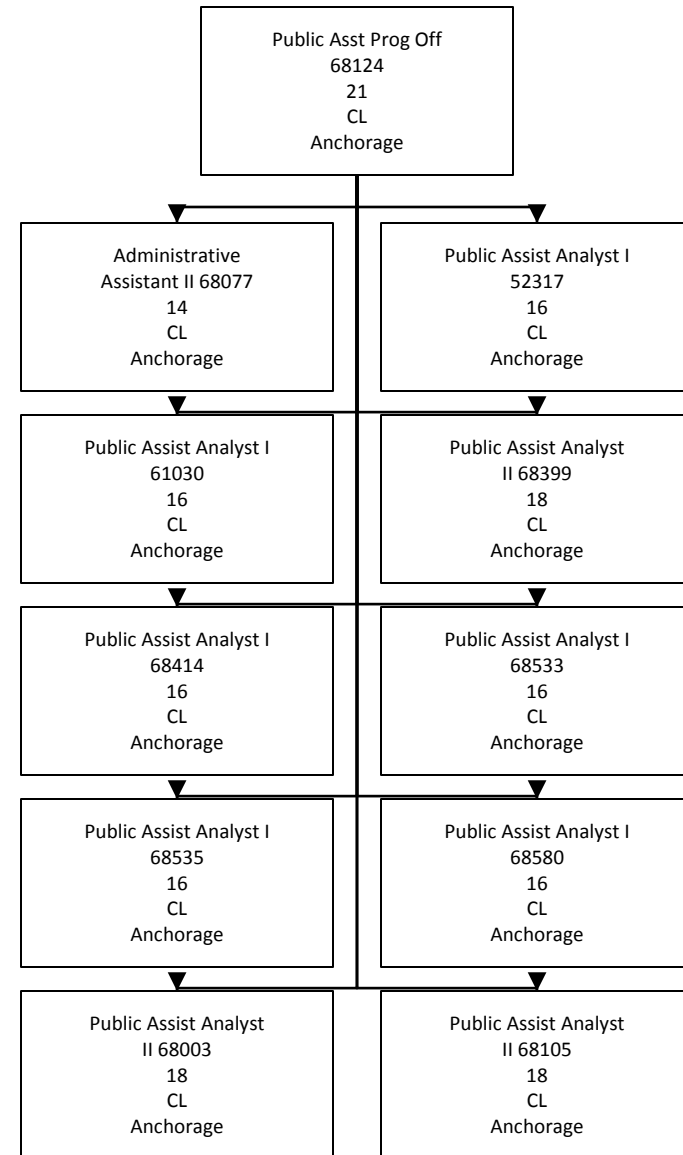 Public Asst Prog Off
68124
21
CL
Anchorage
Administrative
Assistant II 68077
14
CL
Anchorage
Public Assist Analyst I
52317
16
CL
Anchorage
Public Assist Analyst I
61030
16
CL
Anchorage
Public Assist Analyst
II 68399
18
CL
Anchorage
Public Assist Analyst I
68414
16
CL
Anchorage
Public Assist Analyst I
68533
16
CL
Anchorage
Public Assist Analyst I
68535
16
CL
Anchorage
Public Assist Analyst I
68580
16
CL
Anchorage
Public Assist Analyst
II 68003
18
CL
Anchorage
Public Assist Analyst
II 68105
18
CL
Anchorage